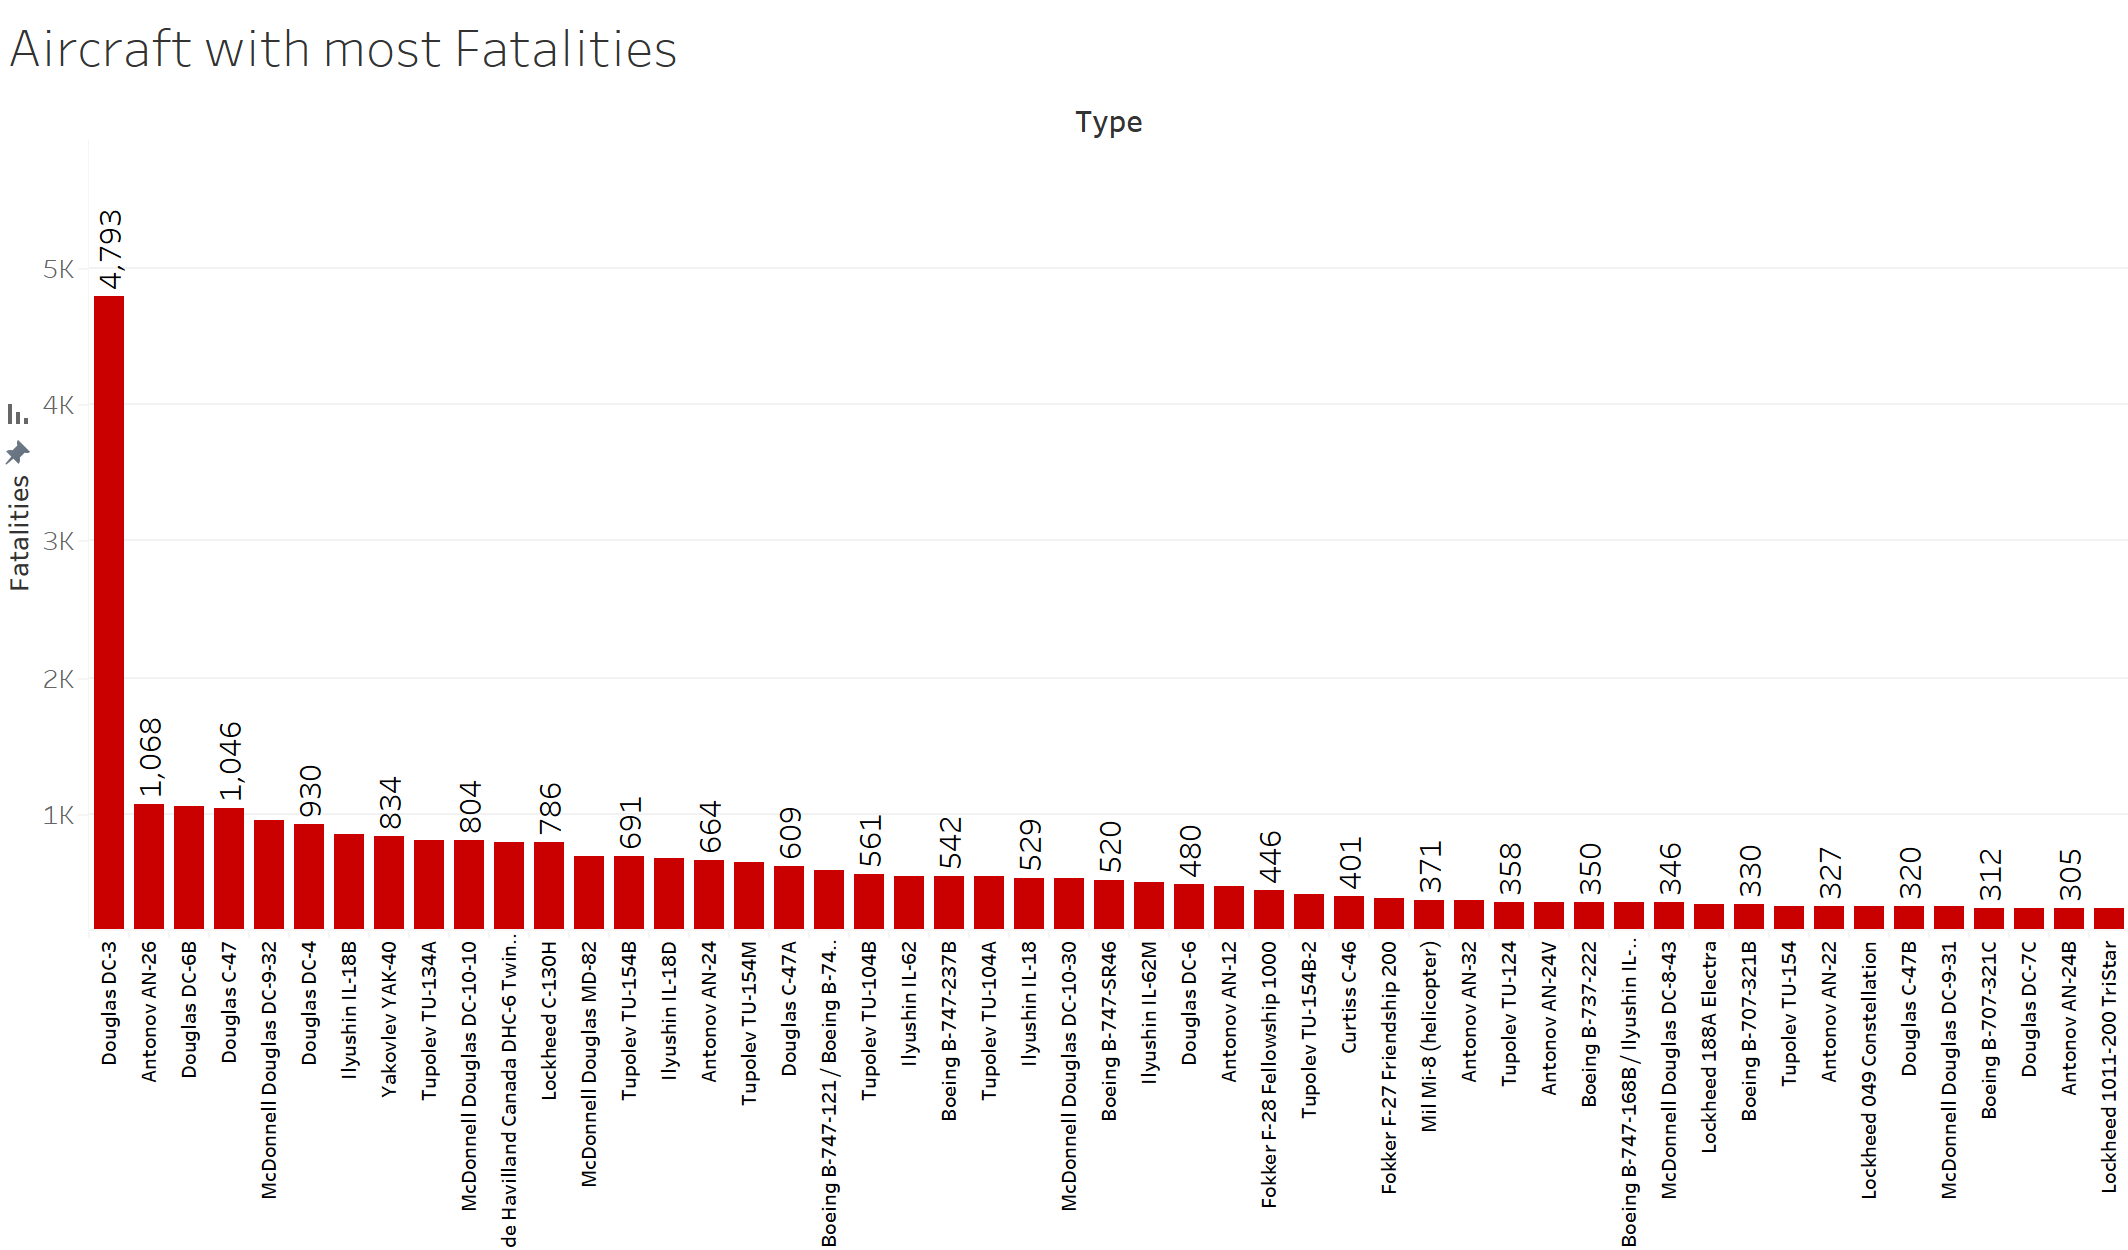 Aircraft with most Fatalities
Type
Fatalities
5K
4K
3K
2K
1K
4,793
1,068
1,046
930
834
804
786
691
664
609
561
542
529
520
480
446
401
371
358
350
346
330
327
320
312
305
Douglas DC-3
Antonov AN-26
Douglas DC-6B
Douglas C-47
McDonnell Douglas DC-9-32
Douglas DC-4
Ilyushin IL-18B
Yakovlev YAK-40
Tupolev TU-134A
McDonnell Douglas DC-10-10
de Havilland Canada DHC-6 Twin..
Lockheed C-130H
McDonnell Douglas MD-82
Tupolev TU-154B
Ilyushin IL-18D
Antonov AN-24
Tupolev TU-154M
Douglas C-47A
Boeing B-747-121 / Boeing B-74..
Tupolev TU-104B
Ilyushin IL-62
Boeing B-747-237B
Tupolev TU-104A
Ilyushin IL-18
McDonnell Douglas DC-10-30
Boeing B-747-SR46
Ilyushin IL-62M
Douglas DC-6
Antonov AN-12
Fokker F-28 Fellowship 1000
Tupolev TU-154B-2
Curtiss C-46
Fokker F-27 Friendship 200
Mil Mi-8 (helicopter)
Antonov AN-32
Tupolev TU-124
Antonov AN-24V
Boeing B-737-222
Boeing B-747-168B / Ilyushin IL-..
McDonnell Douglas DC-8-43
Lockheed 188A Electra
Boeing B-707-321B
Tupolev TU-154
Antonov AN-22
Lockheed 049 Constellation
Douglas C-47B
McDonnell Douglas DC-9-31
Boeing B-707-321C
Douglas DC-7C
Antonov AN-24B
Lockheed 1011-200 TriStar